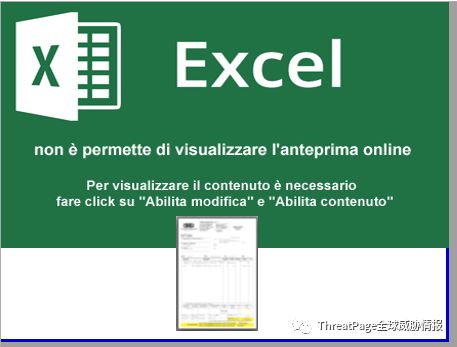 X
Excel
non è permette di visualizzare l'anteprima online
Per visualizzare il contenuto è necessario
fare click su "Abilita modifica" e "Abilita contenuto"
ThreatPage全球威胁情报